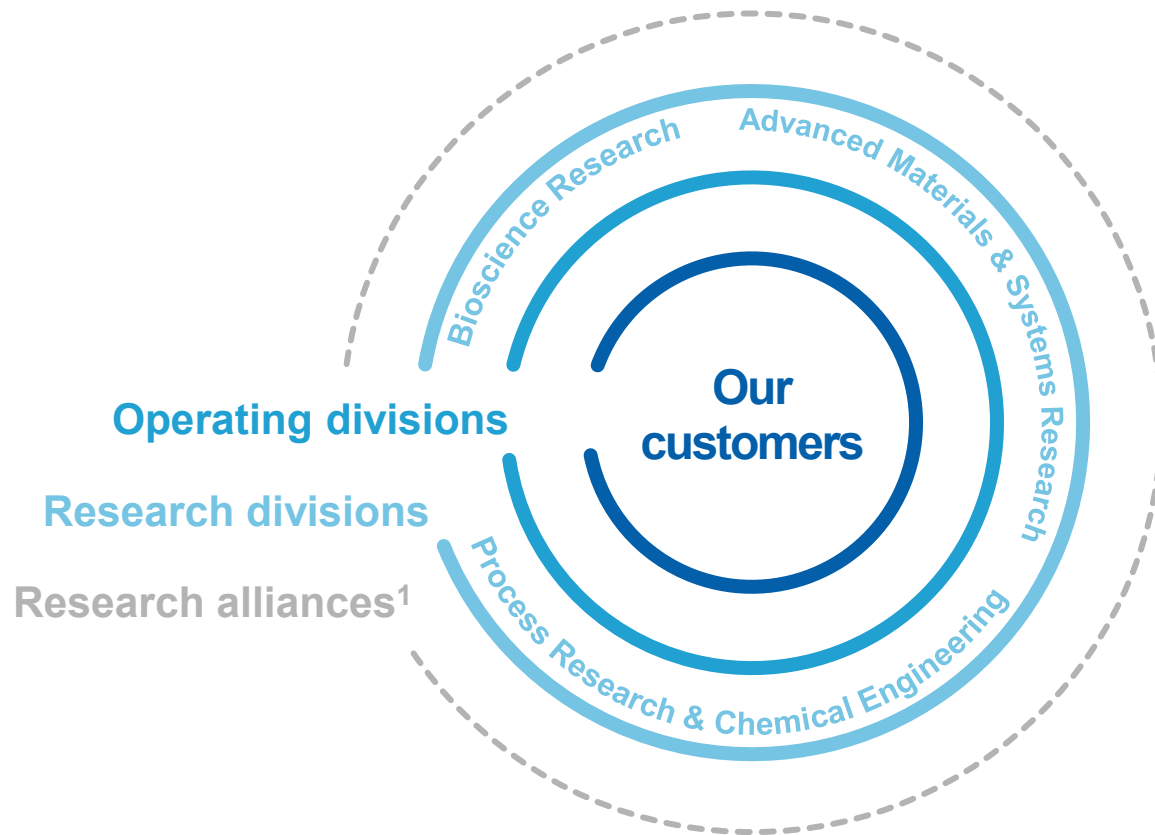 Bioscience Research
Advanced Materials & Systems Research
Our
customers
Operating divisions
Research divisions
Research alliances¹
Process Research & Chemical Engineering